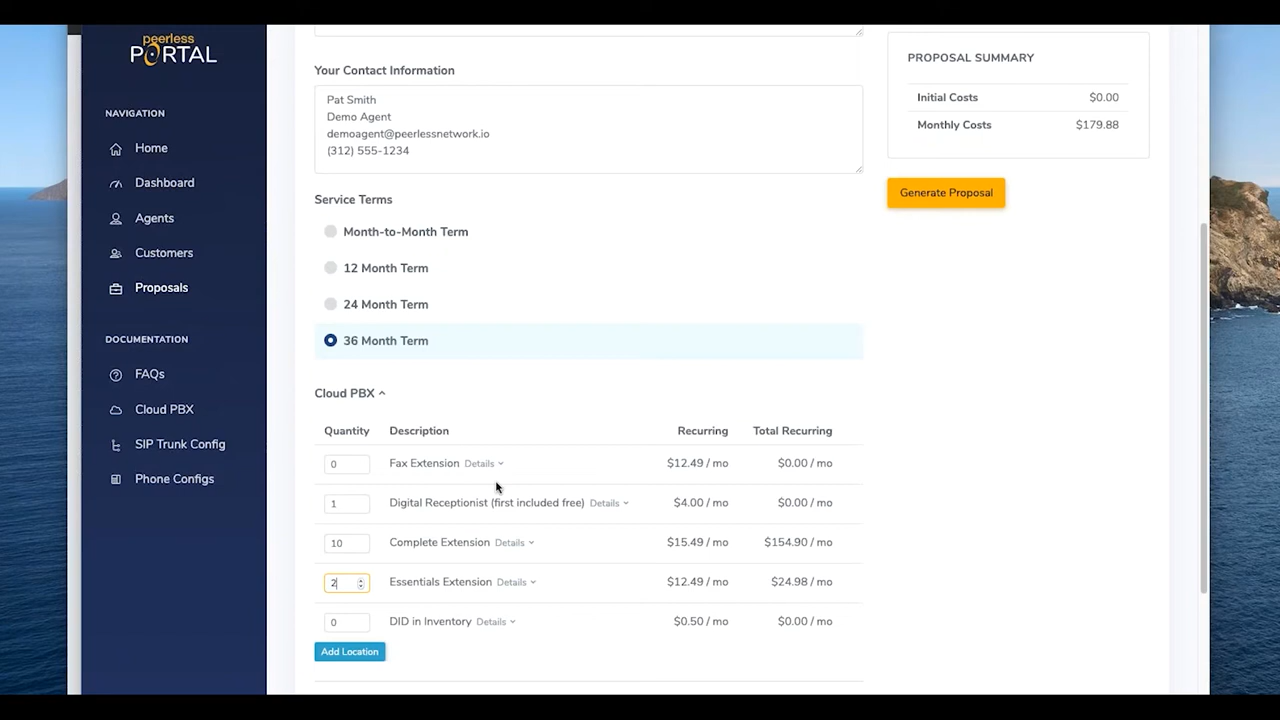 peerless
PORTAL
NAVIGATION
Home
Dashboard
Agents
Customers
Proposals
DOCUMENTATION
FAQs
Cloud PBX
SIP Trunk Config
Phone Configs
Your Contact Information
Pat Smith
Demo Agent
demoagent@peerlessnetwork.io
(312) 555-1234
Service Terms
Month-to-Month Term
12 Month Term
24 Month Term
36 Month Term
Cloud PBX
Quantity Description Recurring Total Recurring
0 Fax Extension Details $12.49 / mo $0.00 / mo
1 Digital Receptionist (first included free) Details $4.00 / mo $0.00 / mo
10 Complete Extension Details $15.49 / mo $154.90 / mo
2 Essentials Extension Details $12.49 / mo $24.98 / mo
0 DID in Inventory Details $0.50 / mo $0.00 / mo
Add Location
PROPOSAL SUMMARY
Initial Costs $0.00
Monthly Costs $179.88
Generate Proposal